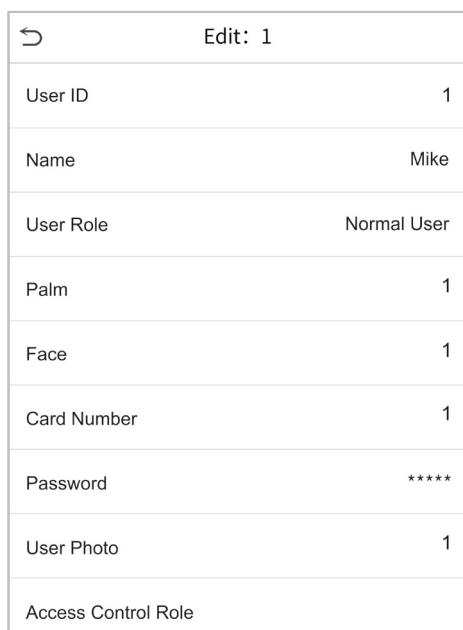 Edit: 1
User ID 1
Name Mike
User Role Normal User
Palm 1
Face 1
Card Number 1
Password *****
User Photo 1
Access Control Role